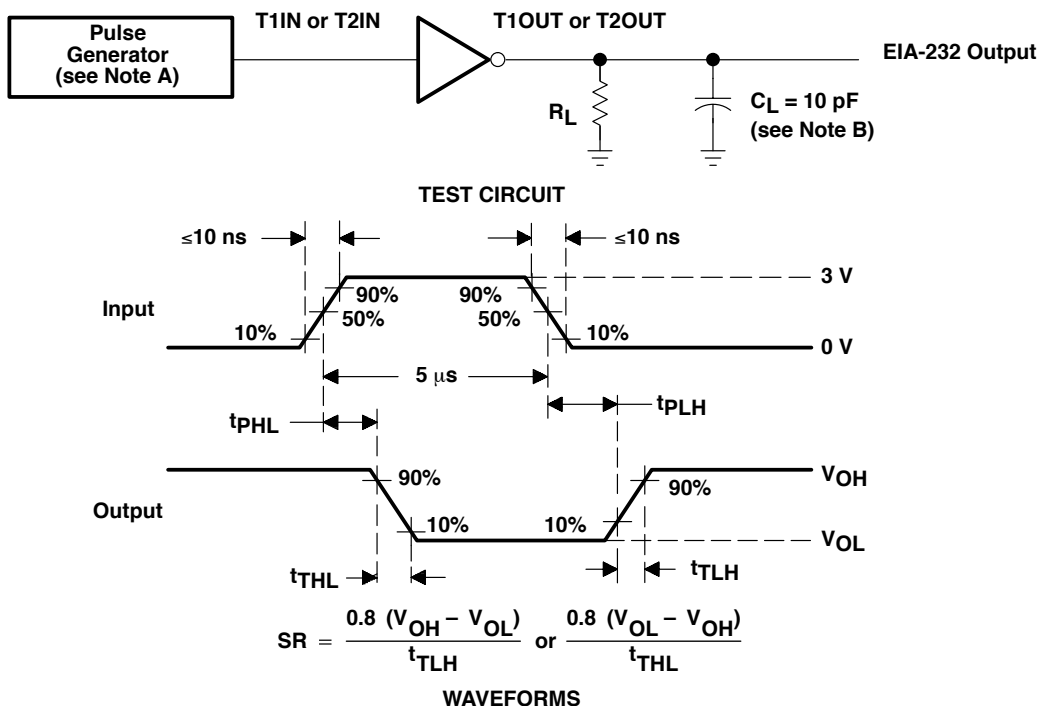 T1IN or T2IN
T1OUT or T2OUT
Pulse
Generator
(see Note A)
EIA-232 Output
RL
CL = 10 pF
(see Note B)
TEST CIRCUIT
≤10 ns
≤10 ns
3 V
Input
90%
90%
50%
50%
10%
10%
0 V
5 μs
tPHL
tPLH
VOH
90%
90%
Output
10%
10%
VOL
tTHL
tTLH
SR = 0.8 (VOH – VOL) / tTLH or 0.8 (VOL – VOH) / tTHL
WAVEFORMS